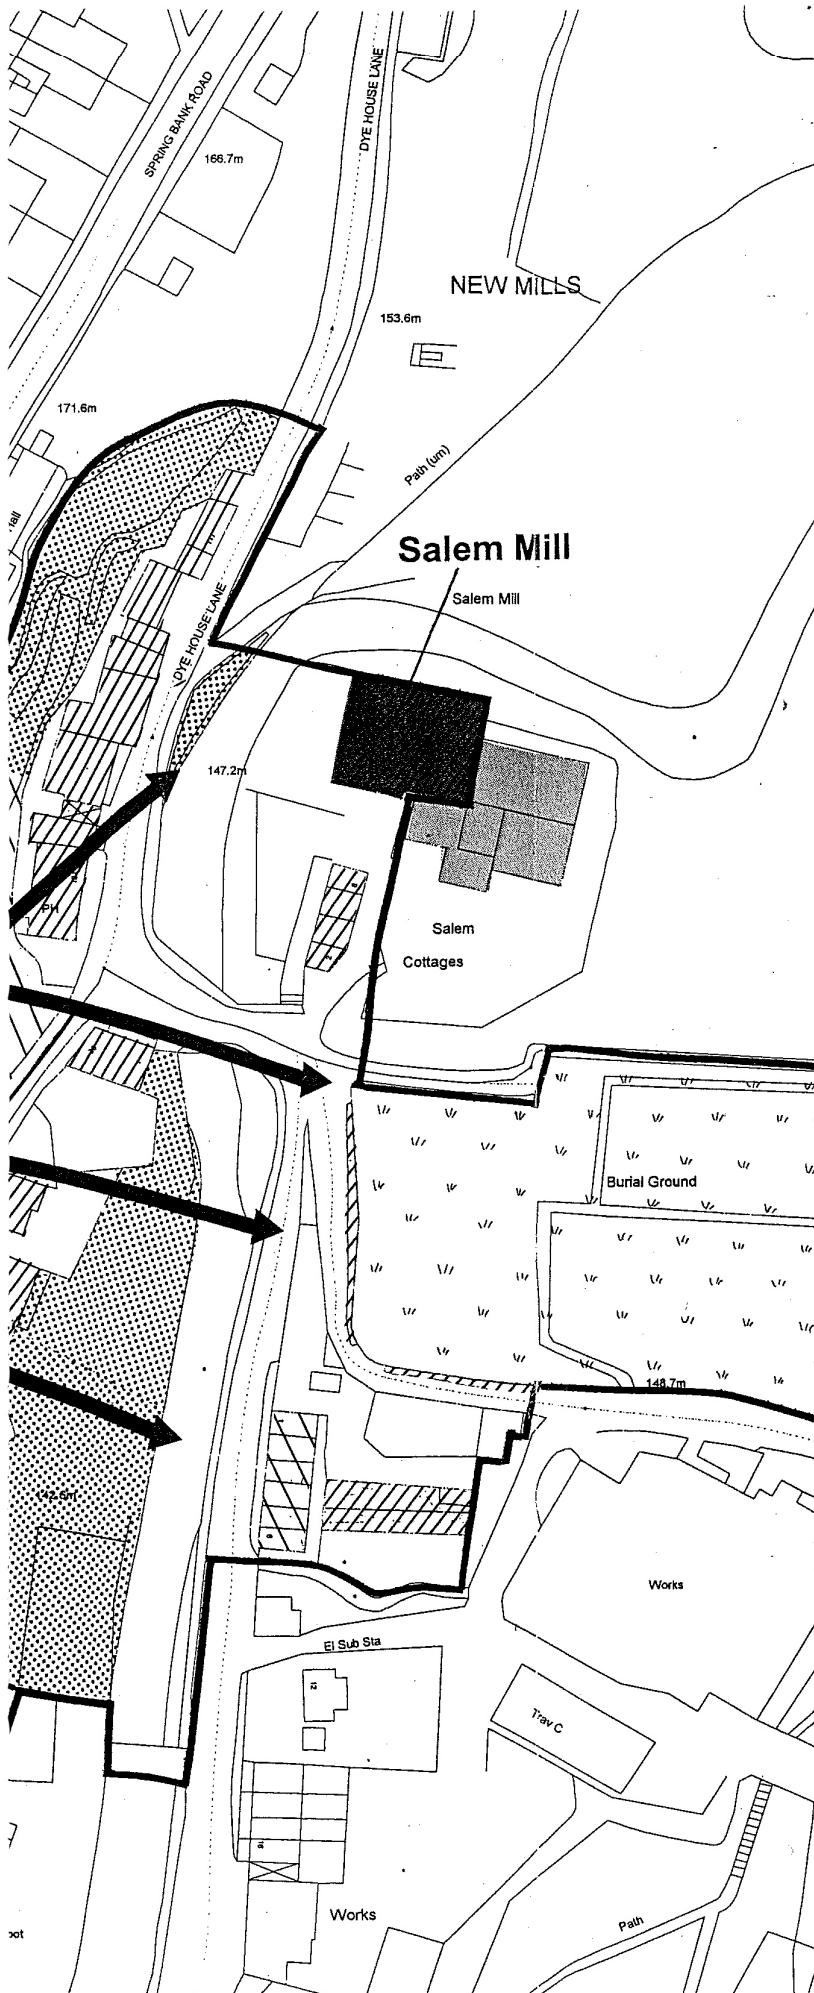 SPRING BANK ROAD
DYE HOUSE LANE
166.7m
NEW MILLS
153.6m
171.6m
Path (um)
Salem Mill
Salem Mill
DYE HOUSE LANE
147.2m
PH
Salem
Cottages
Burial Ground
148.7m
Works
El Sub Sta
12
Trav C
16
Works
Path